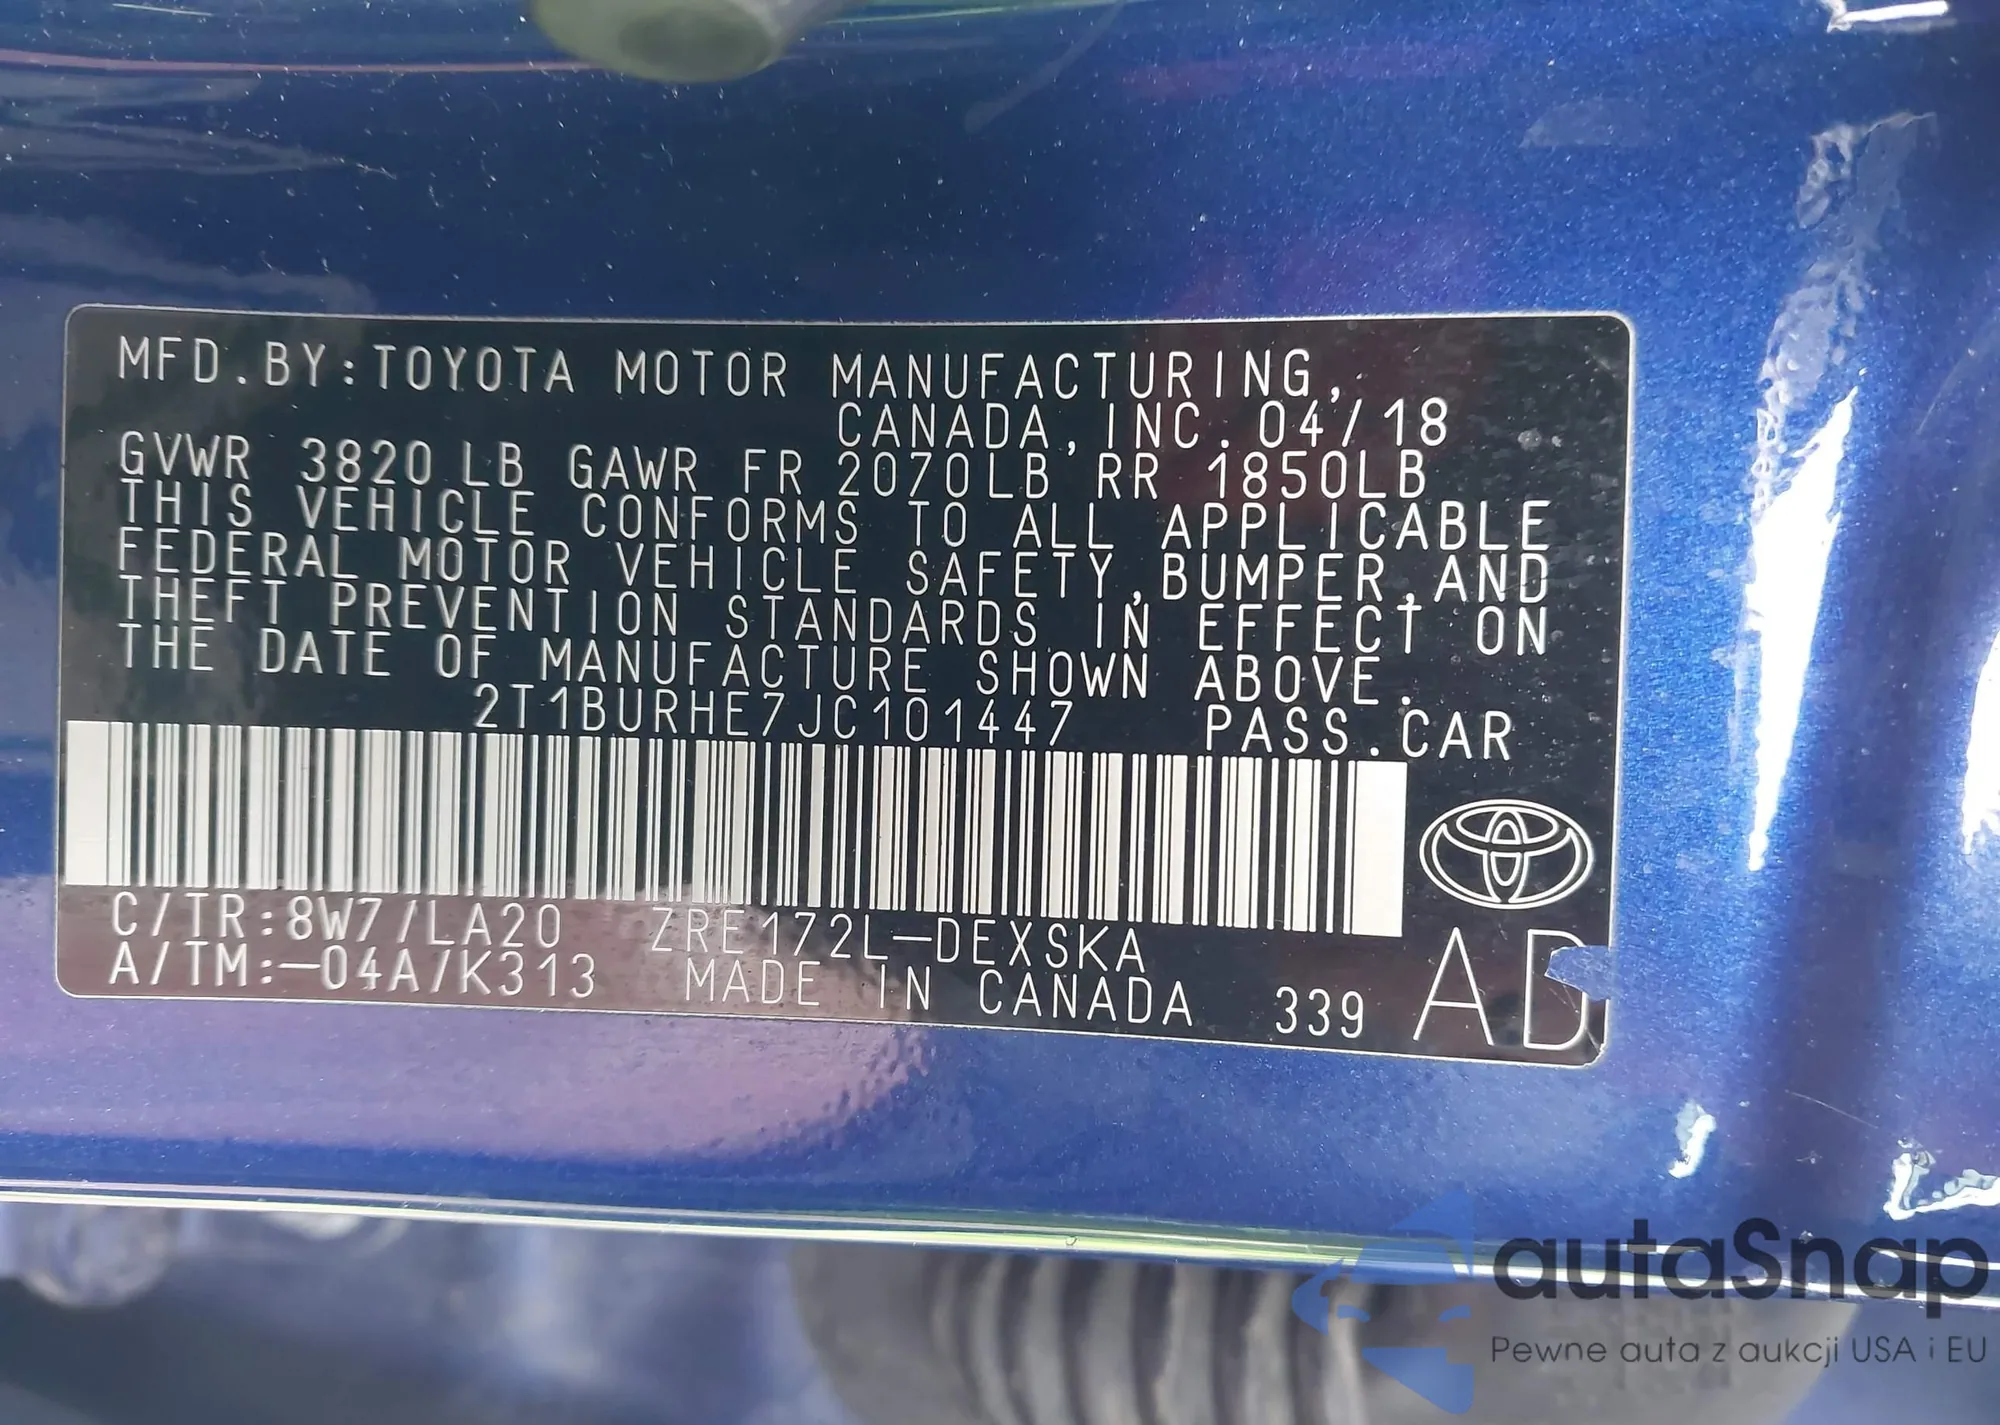 MFD.BY:TOYOTA MOTOR MANUFACTURING,
CANADA,INC. 04/18
GVWR 3820LB GAWR FR 2070LB RR 1850LB
THIS VEHICLE CONFORMS TO ALL APPLICABLE
FEDERAL MOTOR VEHICLE SAFETY,BUMPER,AND
THEFT PREVENTION STANDARDS IN EFFECT ON
THE DATE OF MANUFACTURE SHOWN ABOVE.
2T1BURHE7JC101447 PASS.CAR
C/TR:8W7/LA20 ZRE172L-DEXSKA
A/TM:-04A/K313 MADE IN CANADA 339
autaSnap
Pewne auta z aukcji USA i EU